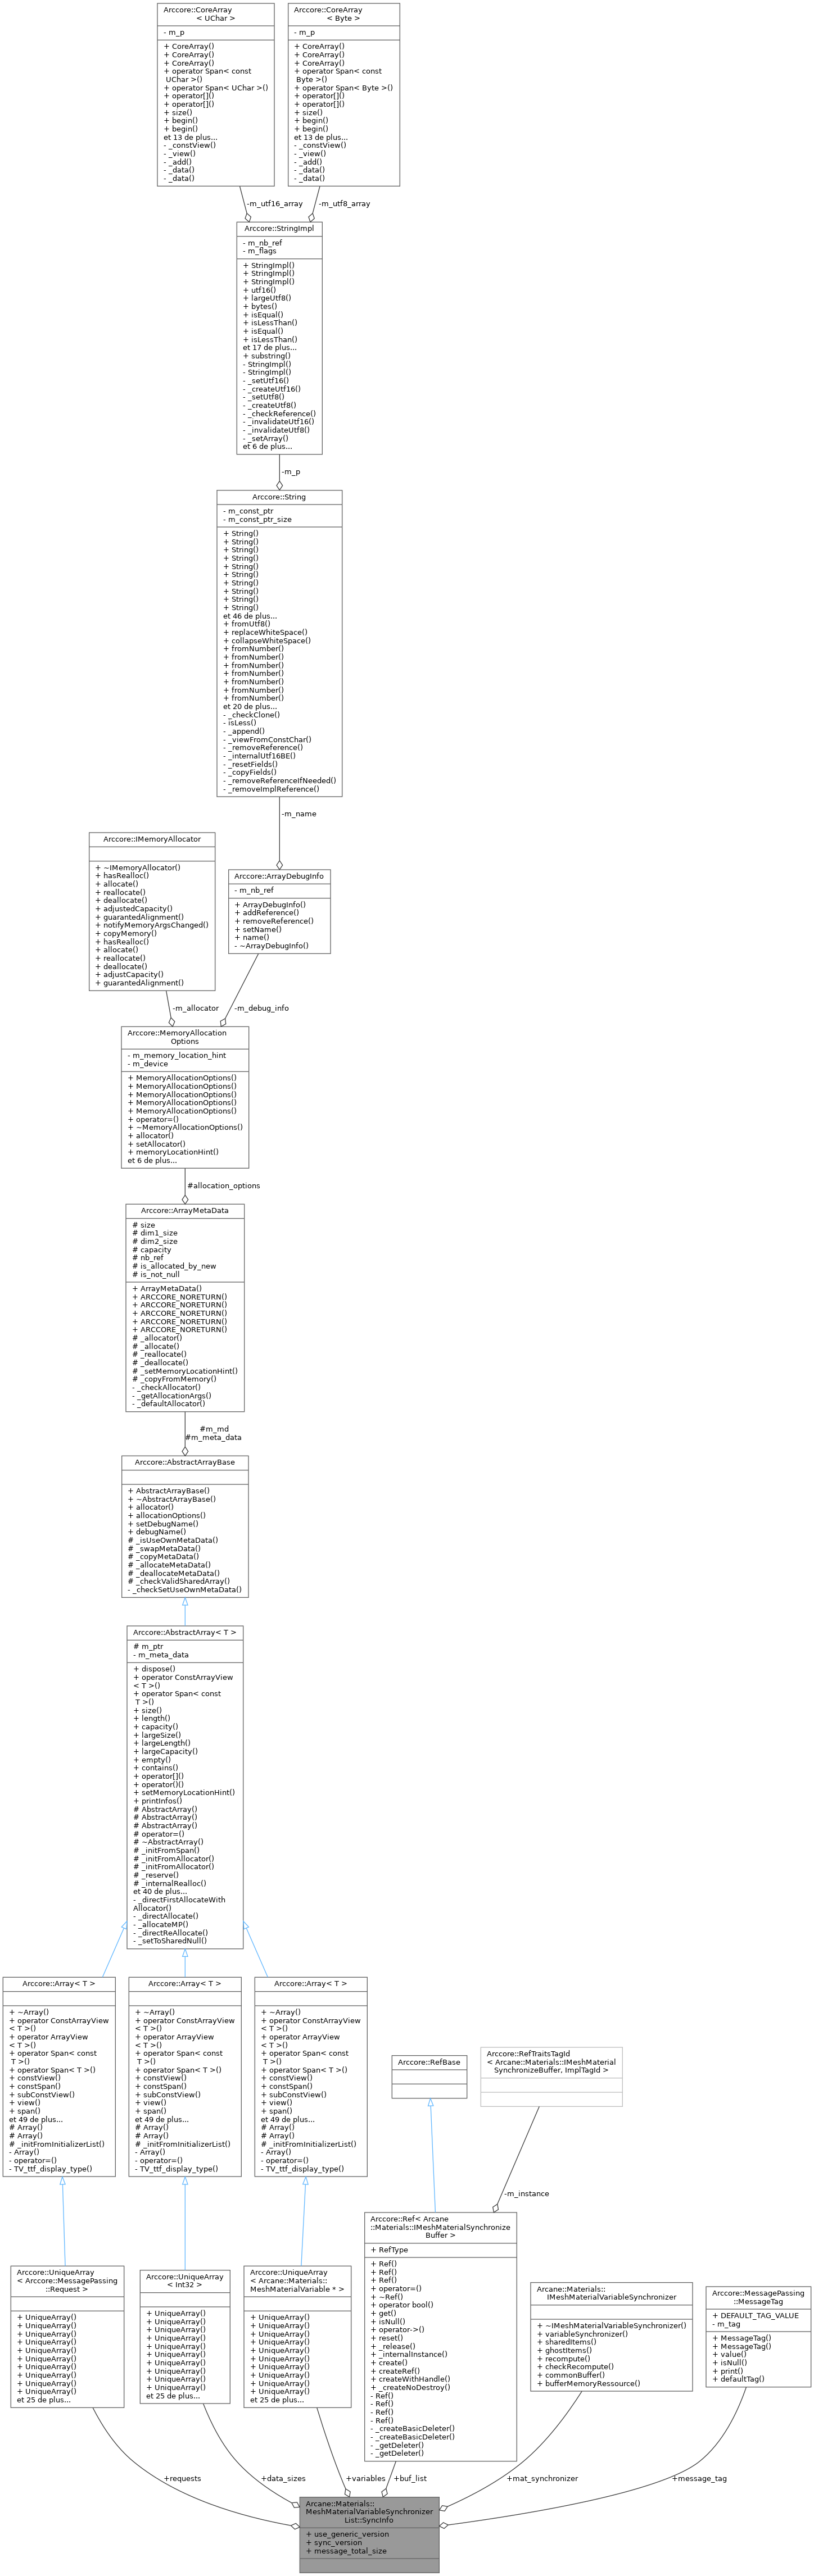 Arccore::CoreArray
< UChar >
- m_p
+ CoreArray()
+ CoreArray()
+ CoreArray()
+ operator Span< const
UChar >()
+ operator Span< UChar >()
+ operator[]()
+ operator[]()
+ size()
+ begin()
+ begin()
et 13 de plus...
- _constView()
- _view()
- _add()
- _data()
- _data()
Arccore::CoreArray
< Byte >
- m_p
+ CoreArray()
+ CoreArray()
+ CoreArray()
+ operator Span< const
Byte >()
+ operator Span< Byte >()
+ operator[]()
+ operator[]()
+ size()
+ begin()
+ begin()
et 13 de plus...
- _constView()
- _view()
- _add()
- _data()
- _data()
-m_utf16_array
-m_utf8_array
Arccore::StringImpl
- m_nb_ref
- m_flags
+ StringImpl()
+ StringImpl()
+ StringImpl()
+ utf16()
+ largeUtf8()
+ bytes()
+ isEqual()
+ isLessThan()
+ isEqual()
+ isLessThan()
et 17 de plus...
+ substring()
- StringImpl()
- StringImpl()
- _setUtf16()
- _createUtf16()
- _setUtf8()
- _createUtf8()
- _checkReference()
- _invalidateUtf16()
- _invalidateUtf8()
- _setArray()
et 6 de plus...
-m_p
Arccore::String
- m_const_ptr
- m_const_ptr_size
+ String()
+ String()
+ String()
+ String()
+ String()
+ String()
+ String()
+ String()
+ String()
+ String()
et 46 de plus...
+ fromUtf8()
+ replaceWhiteSpace()
+ collapseWhiteSpace()
+ fromNumber()
+ fromNumber()
+ fromNumber()
+ fromNumber()
+ fromNumber()
+ fromNumber()
+ fromNumber()
et 20 de plus...
- _checkClone()
- isLess()
- _append()
- _viewFromConstChar()
- _removeReference()
- _internalUtf16BE()
- _resetFields()
- _copyFields()
- _removeReferenceIfNeeded()
- _removeImplReference()
-m_name
Arccore::IMemoryAllocator
+ ~IMemoryAllocator()
+ hasRealloc()
+ allocate()
+ reallocate()
+ deallocate()
+ adjustedCapacity()
+ guarantedAlignment()
+ notifyMemoryArgsChanged()
+ copyMemory()
+ hasRealloc()
+ allocate()
+ reallocate()
+ deallocate()
+ adjustCapacity()
+ guarantedAlignment()
Arccore::ArrayDebugInfo
- m_nb_ref
+ ArrayDebugInfo()
+ addReference()
+ removeReference()
+ setName()
+ name()
- ~ArrayDebugInfo()
-m_allocator
-m_debug_info
Arccore::MemoryAllocation
Options
- m_memory_location_hint
- m_device
+ MemoryAllocationOptions()
+ MemoryAllocationOptions()
+ MemoryAllocationOptions()
+ MemoryAllocationOptions()
+ MemoryAllocationOptions()
+ operator=()
+ ~MemoryAllocationOptions()
+ allocator()
+ setAllocator()
+ memoryLocationHint()
et 6 de plus...
#allocation_options
Arccore::ArrayMetaData
# size
# dim1_size
# dim2_size
# capacity
# nb_ref
# is_allocated_by_new
# is_not_null
+ ArrayMetaData()
+ ARCCORE_NORETURN()
+ ARCCORE_NORETURN()
+ ARCCORE_NORETURN()
+ ARCCORE_NORETURN()
+ ARCCORE_NORETURN()
# _allocator()
# _allocate()
# _reallocate()
# _deallocate()
# _setMemoryLocationHint()
# _copyFromMemory()
- _checkAllocator()
- _getAllocationArgs()
- _defaultAllocator()
#m_md
#m_meta_data
Arccore::AbstractArrayBase
+ AbstractArrayBase()
+ ~AbstractArrayBase()
+ allocator()
+ allocationOptions()
+ setDebugName()
+ debugName()
# _isUseOwnMetaData()
# _swapMetaData()
# _copyMetaData()
# _allocateMetaData()
# _deallocateMetaData()
# _checkValidSharedArray()
- _checkSetUseOwnMetaData()
Arccore::AbstractArray< T >
# m_ptr
- m_meta_data
+ dispose()
+ operator ConstArrayView
< T >()
+ operator Span< const
T >()
+ size()
+ length()
+ capacity()
+ largeSize()
+ largeLength()
+ largeCapacity()
+ empty()
+ contains()
+ operator[]()
+ operator()()
+ setMemoryLocationHint()
+ printInfos()
# AbstractArray()
# AbstractArray()
# AbstractArray()
# operator=()
# ~AbstractArray()
# _initFromSpan()
# _initFromAllocator()
# _initFromAllocator()
# _reserve()
# _internalRealloc()
et 40 de plus...
- _directFirstAllocateWith
Allocator()
- _directAllocate()
- _allocateMP()
- _directReAllocate()
- _setToSharedNull()
Arccore::Array< T >
+ ~Array()
+ operator ConstArrayView
< T >()
+ operator ArrayView
< T >()
+ operator Span< const
T >()
+ operator Span< T >()
+ constView()
+ constSpan()
+ subConstView()
+ view()
+ span()
et 49 de plus...
# Array()
# Array()
# _initFromInitializerList()
- Array()
- operator=()
- TV_ttf_display_type()
Arccore::Array< T >
+ ~Array()
+ operator ConstArrayView
< T >()
+ operator ArrayView
< T >()
+ operator Span< const
T >()
+ operator Span< T >()
+ constView()
+ constSpan()
+ subConstView()
+ view()
+ span()
et 49 de plus...
# Array()
# Array()
# _initFromInitializerList()
- Array()
- operator=()
- TV_ttf_display_type()
Arccore::Array< T >
+ ~Array()
+ operator ConstArrayView
< T >()
+ operator ArrayView
< T >()
+ operator Span< const
T >()
+ operator Span< T >()
+ constView()
+ constSpan()
+ subConstView()
+ view()
+ span()
et 49 de plus...
# Array()
# Array()
# _initFromInitializerList()
- Array()
- operator=()
- TV_ttf_display_type()
Arccore::RefBase
Arccore::RefTraitsTagId
< Arcane::Materials::IMeshMaterial
SynchronizeBuffer, ImplTagId >
-m_instance
Arccore::UniqueArray
< Arccore::MessagePassing
::Request >
+ UniqueArray()
+ UniqueArray()
+ UniqueArray()
+ UniqueArray()
+ UniqueArray()
+ UniqueArray()
+ UniqueArray()
+ UniqueArray()
+ UniqueArray()
+ UniqueArray()
et 25 de plus...
Arccore::UniqueArray
< Int32 >
+ UniqueArray()
+ UniqueArray()
+ UniqueArray()
+ UniqueArray()
+ UniqueArray()
+ UniqueArray()
+ UniqueArray()
+ UniqueArray()
+ UniqueArray()
+ UniqueArray()
et 25 de plus...
Arccore::UniqueArray
< Arcane::Materials::
MeshMaterialVariable * >
+ UniqueArray()
+ UniqueArray()
+ UniqueArray()
+ UniqueArray()
+ UniqueArray()
+ UniqueArray()
+ UniqueArray()
+ UniqueArray()
+ UniqueArray()
+ UniqueArray()
et 25 de plus...
Arccore::Ref< Arcane
::Materials::IMeshMaterialSynchronize
Buffer >
+ RefType
+ Ref()
+ Ref()
+ Ref()
+ operator=()
+ ~Ref()
+ operator bool()
+ get()
+ isNull()
+ operator->()
+ reset()
+ _release()
+ _internalInstance()
+ create()
+ createRef()
+ createWithHandle()
+ _createNoDestroy()
- Ref()
- Ref()
- Ref()
- Ref()
- _createBasicDeleter()
- _createBasicDeleter()
- _getDeleter()
- _getDeleter()
Arcane::Materials::
IMeshMaterialVariableSynchronizer
+ ~IMeshMaterialVariableSynchronizer()
+ variableSynchronizer()
+ sharedItems()
+ ghostItems()
+ recompute()
+ checkRecompute()
+ commonBuffer()
+ bufferMemoryRessource()
Arccore::MessagePassing
::MessageTag
+ DEFAULT_TAG_VALUE
- m_tag
+ MessageTag()
+ MessageTag()
+ value()
+ isNull()
+ print()
+ defaultTag()
+requests
+data_sizes
+variables
+buf_list
+mat_synchronizer
+message_tag
Arcane::Materials::
MeshMaterialVariableSynchronizer
List::SyncInfo
+ use_generic_version
+ sync_version
+ message_total_size